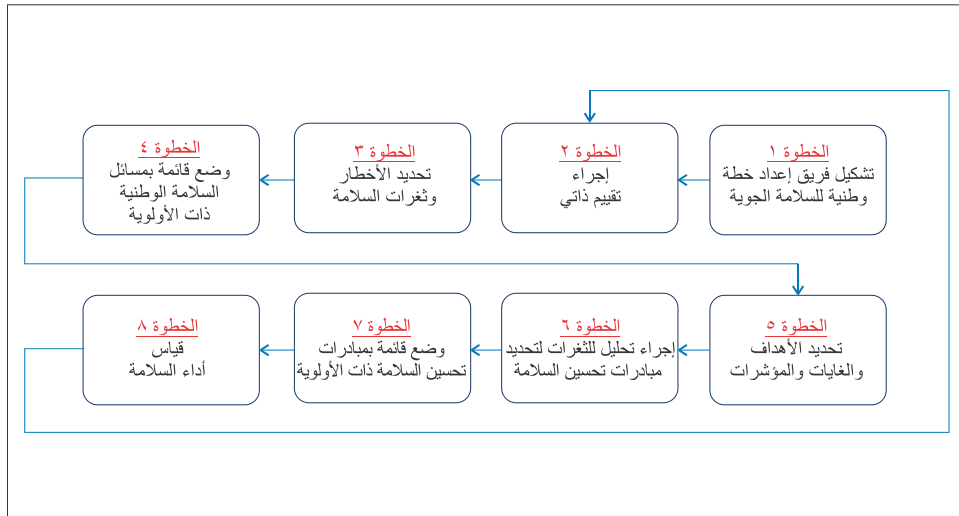 الخطوة ١
تشكيل فريق إعداد خطة
وطنية للسلامة الجوية
الخطوة ٢
إجراء
تقييم ذاتي
الخطوة ٣
تحديد الأخطار
وثغرات السلامة
الخطوة ٤
وضع قائمة بمسائل
السلامة الوطنية
ذات الأولوية
الخطوة ٥
تحديد الأهداف
والغايات والمؤشرات
الخطوة ٦
إجراء تحليل للثغرات لتحديد
مبادرات تحسين السلامة
الخطوة ٧
وضع قائمة بمبادرات
تحسين السلامة ذات الأولوية
الخطوة ٨
قياس
أداء السلامة